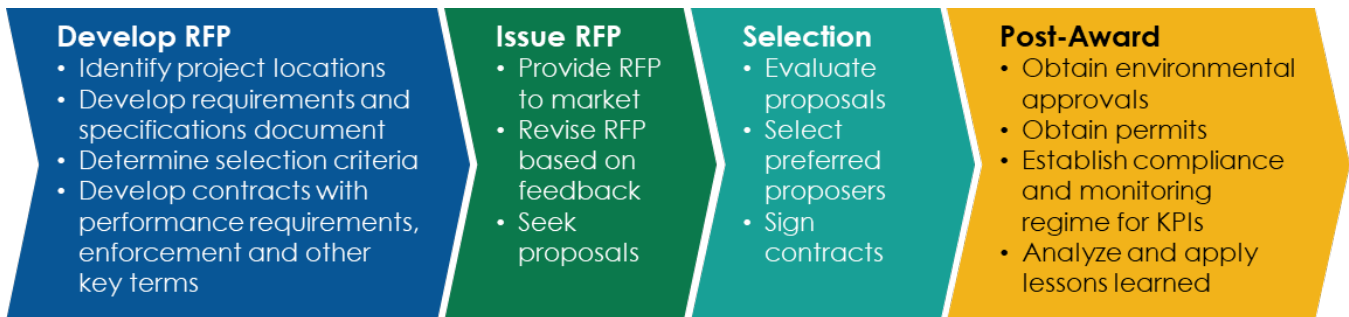 Develop RFP
• Identify project locations
• Develop requirements and
specifications document
• Determine selection criteria
• Develop contracts with
performance requirements,
enforcement and other
key terms
Issue RFP
• Provide RFP
to market
• Revise RFP
based on
feedback
• Seek
proposals
Selection
• Evaluate
proposals
• Select
preferred
proposers
• Sign
contracts
Post-Award
• Obtain environmental
approvals
• Obtain permits
• Establish compliance
and monitoring
regime for KPIs
• Analyze and apply
lessons learned